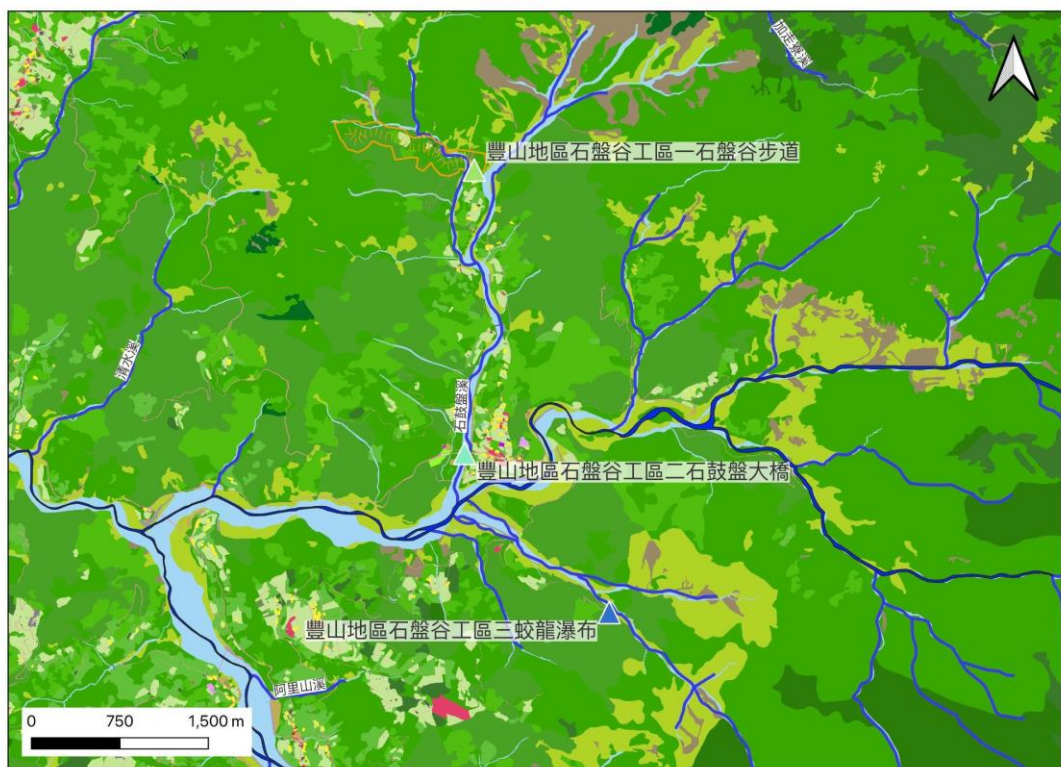 加走寮溪
豐山地區石盤谷工區一石盤谷步道
清水溪
石鼓盤溪
豐山地區石盤谷工區二石鼓盤大橋
豐山地區石盤谷工區三蛟龍瀑布
阿里山溪
0 750 1,500 m